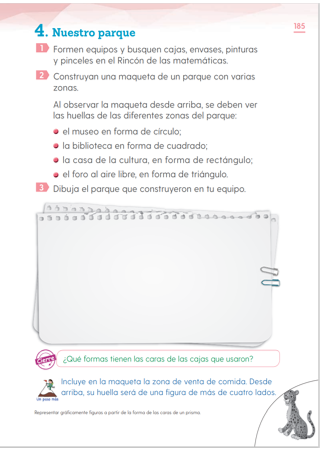 185
4. Nuestro parque
1 Formen equipos y busquen cajas, envases, pinturas
y pinceles en el Rincón de las matemáticas.
2 Construyan una maqueta de un parque con varias
zonas.
Al observar la maqueta desde arriba, se deben ver
las huellas de las diferentes zonas del parque:
el museo en forma de círculo;
la biblioteca en forma de cuadrado;
la casa de la cultura, en forma de rectángulo;
el foro al aire libre, en forma de triángulo.
3 Dibuja el parque que construyeron en tu equipo.
Cierre ¿Qué formas tienen las caras de las cajas que usaron?
Incluye en la maqueta la zona de venta de comida. Desde
arriba, su huella será de una figura de más de cuatro lados.
Un paso más
Representar gráficamente figuras a partir de la forma de las caras de un prisma